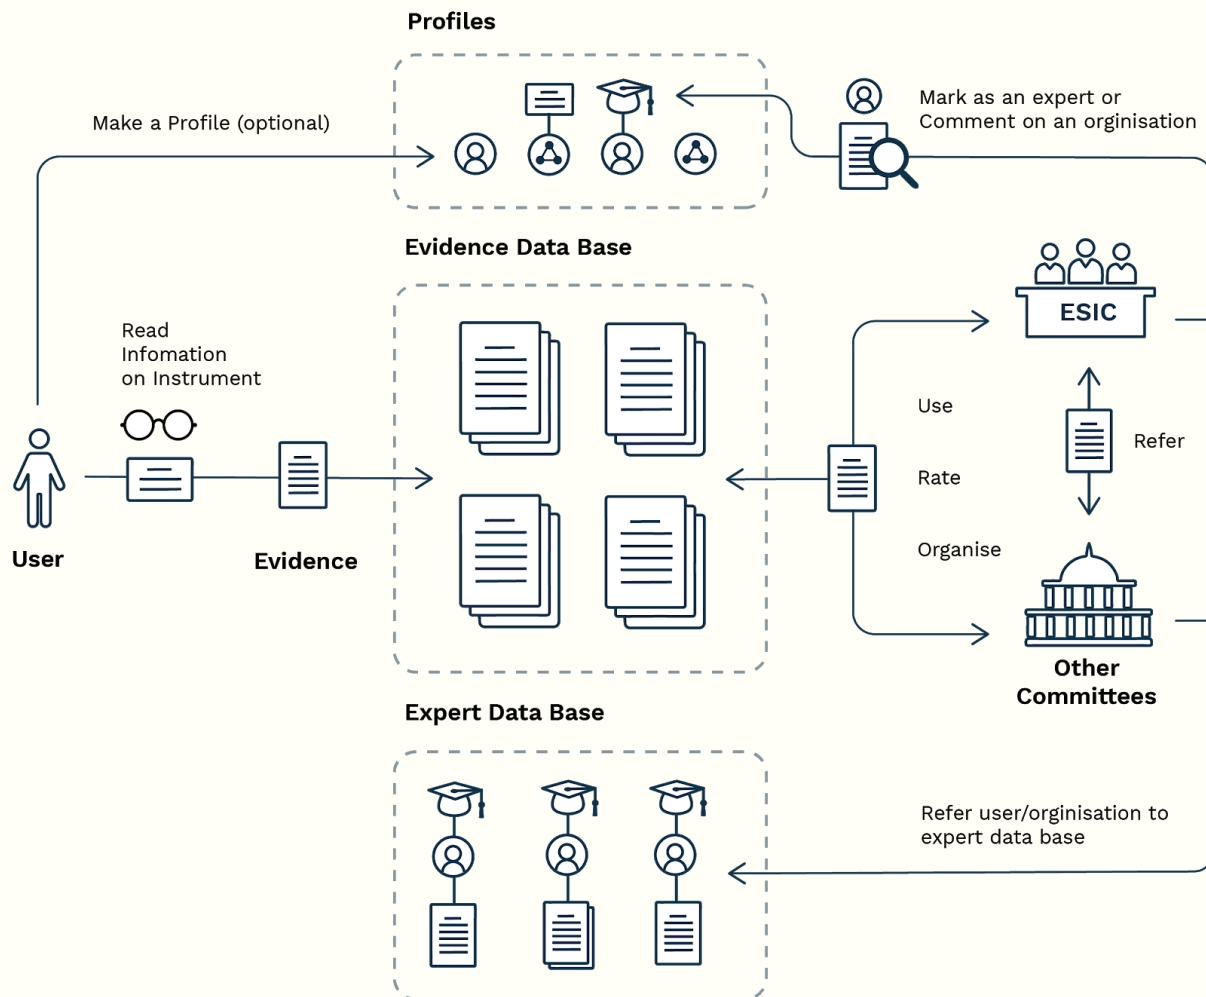 Profiles
Make a Profile (optional)
Mark as an expert or
Comment on an orginisation
Evidence Data Base
Read
Infomation
on Instrument
ESIC
Use
Refer
Rate
Organise
User
Evidence
Other
Committees
Expert Data Base
Refer user/orginisation to
expert data base